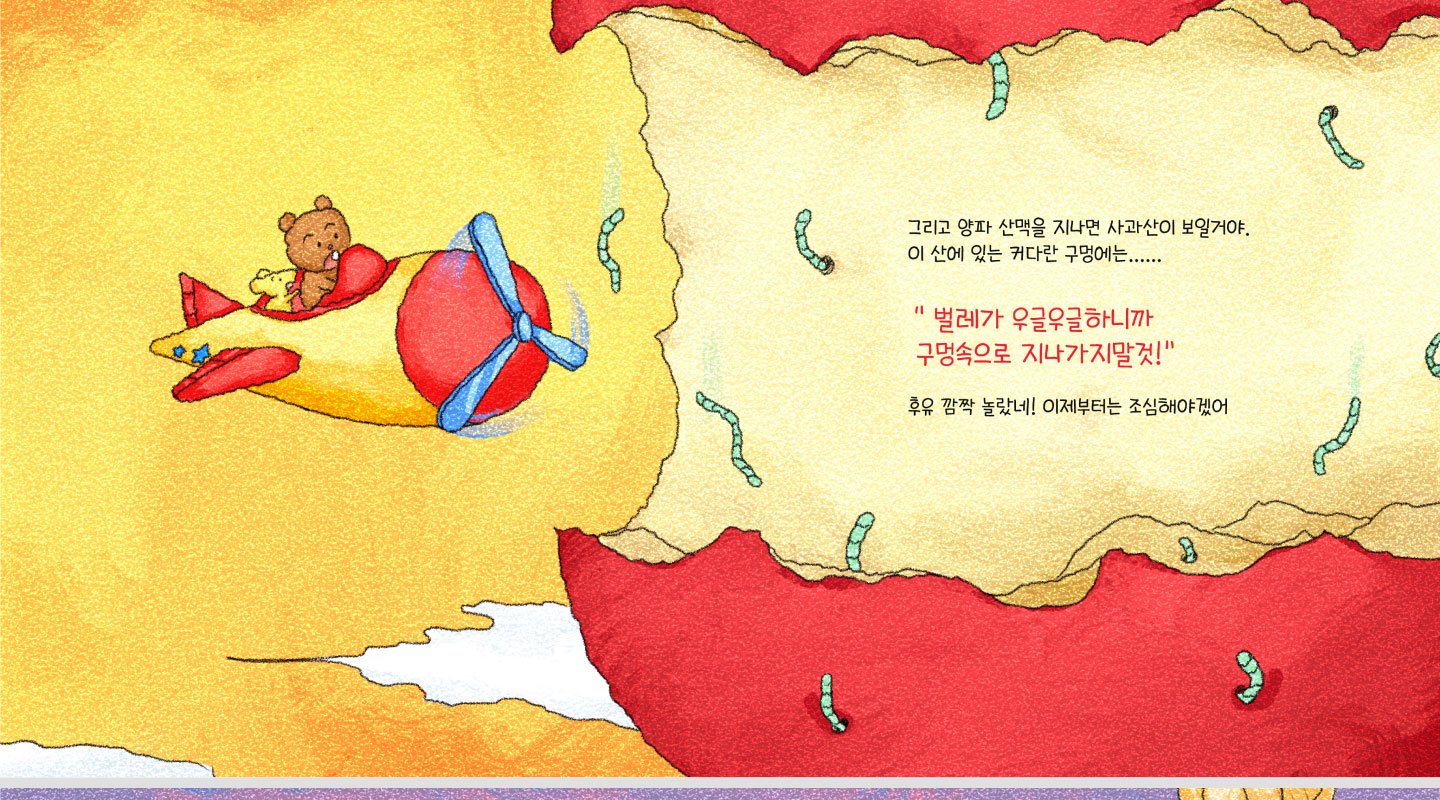 그리고 양파 산맥을 지나면 사과산이 보일거야.
이 산에 있는 커다란 구멍에는......
" 벌레가 우글우글하니까
구멍속으로 지나가지말것!"
후유 깜짝 놀랐네! 이제부터는 조심해야겠어